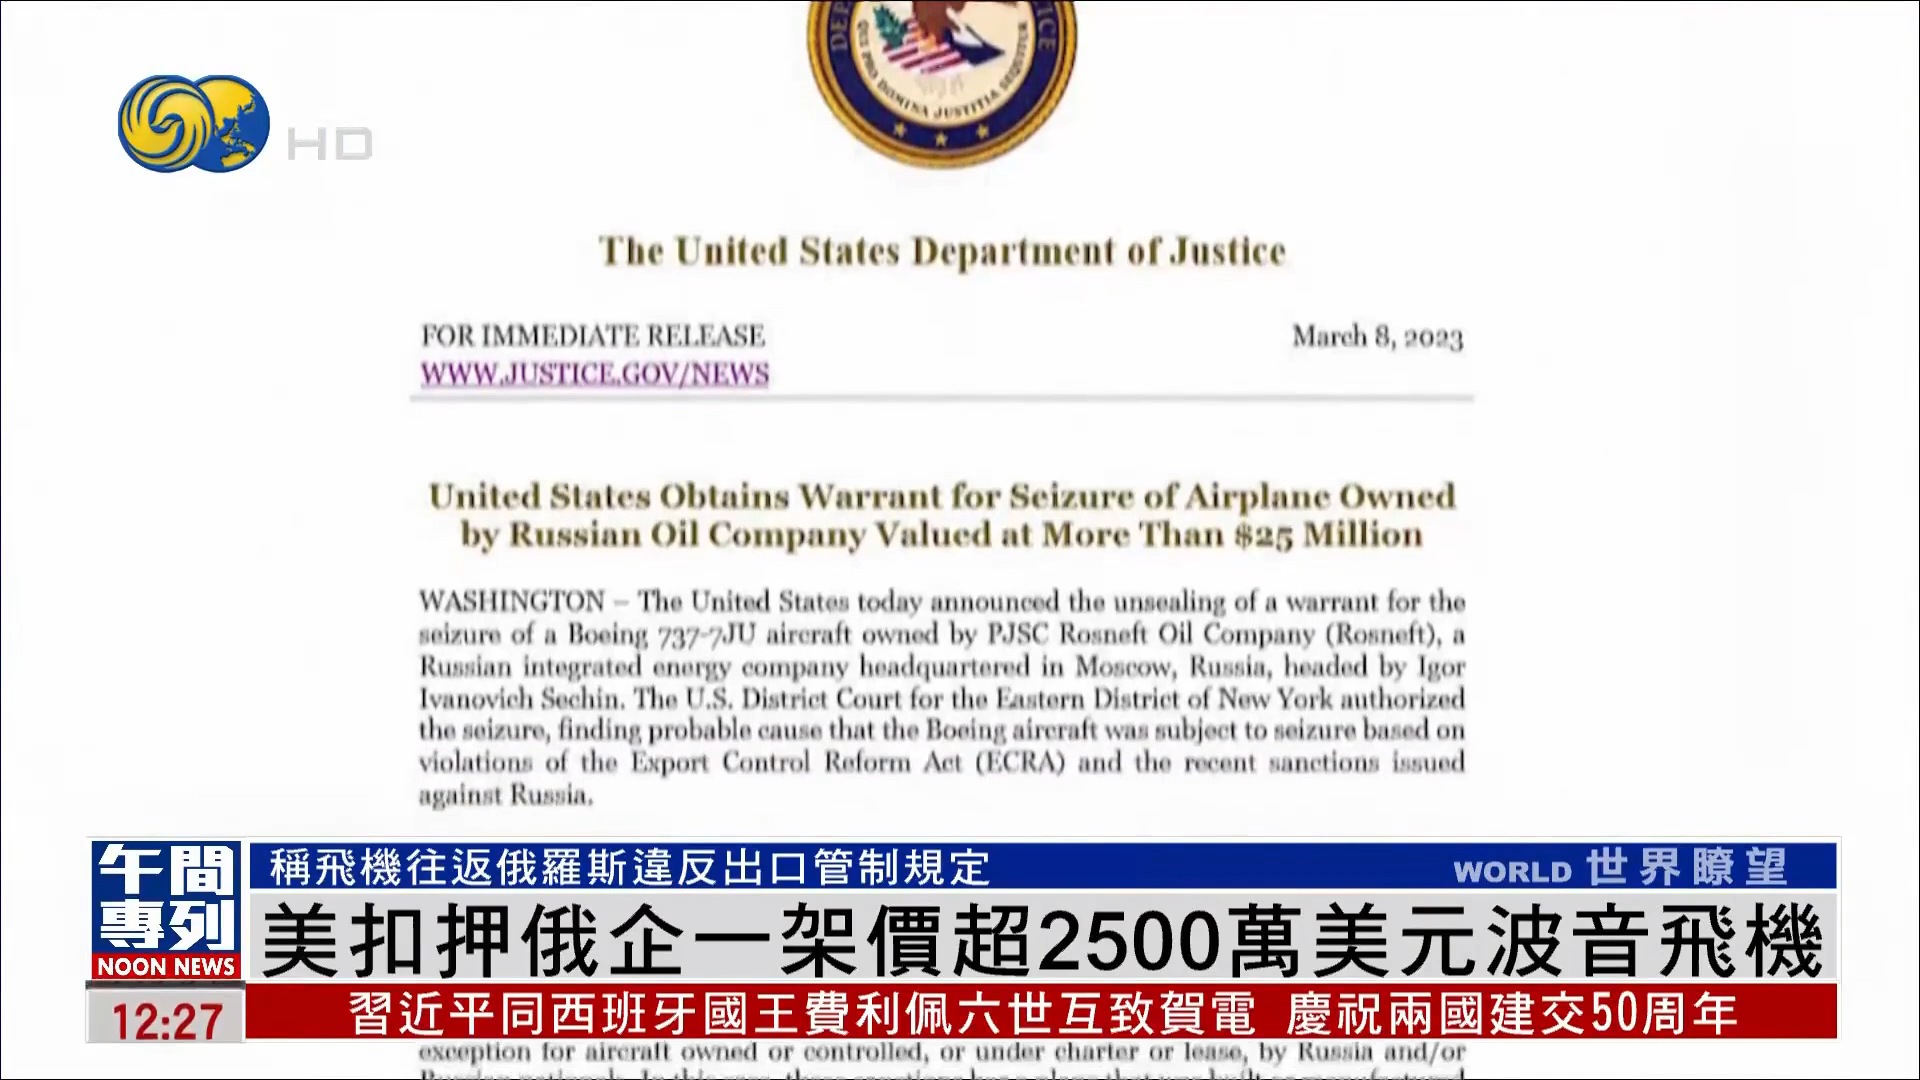 DEP
ICE
QUI PRO DOMINA JUSTITIA SEQUITUR
HD
The United States Department of Justice
FOR IMMEDIATE RELEASE
March 8, 2023
WWW.JUSTICE.GOV/NEWS
United States Obtains Warrant for Seizure of Airplane Owned
by Russian Oil Company Valued at More Than $25 Million
WASHINGTON – The United States today announced the unsealing of a warrant for the
seizure of a Boeing 737-7JU aircraft owned by PJSC Rosneft Oil Company (Rosneft), a
Russian integrated energy company headquartered in Moscow, Russia, headed by Igor
Ivanovich Sechin. The U.S. District Court for the Eastern District of New York authorized
the seizure, finding probable cause that the Boeing aircraft was subject to seizure based on
violations of the Export Control Reform Act (ECRA) and the recent sanctions issued
against Russia.
午間
專列
NOON NEWS
稱飛機往返俄羅斯違反出口管制規定
WORLD 世界瞭望
美扣押俄企一架價超2500萬美元波音飛機
12:27
習近平同西班牙國王費利佩六世互致賀電 慶祝兩國建交50周年
exception for aircraft owned or controlled, or under charter or lease, by Russia and/or